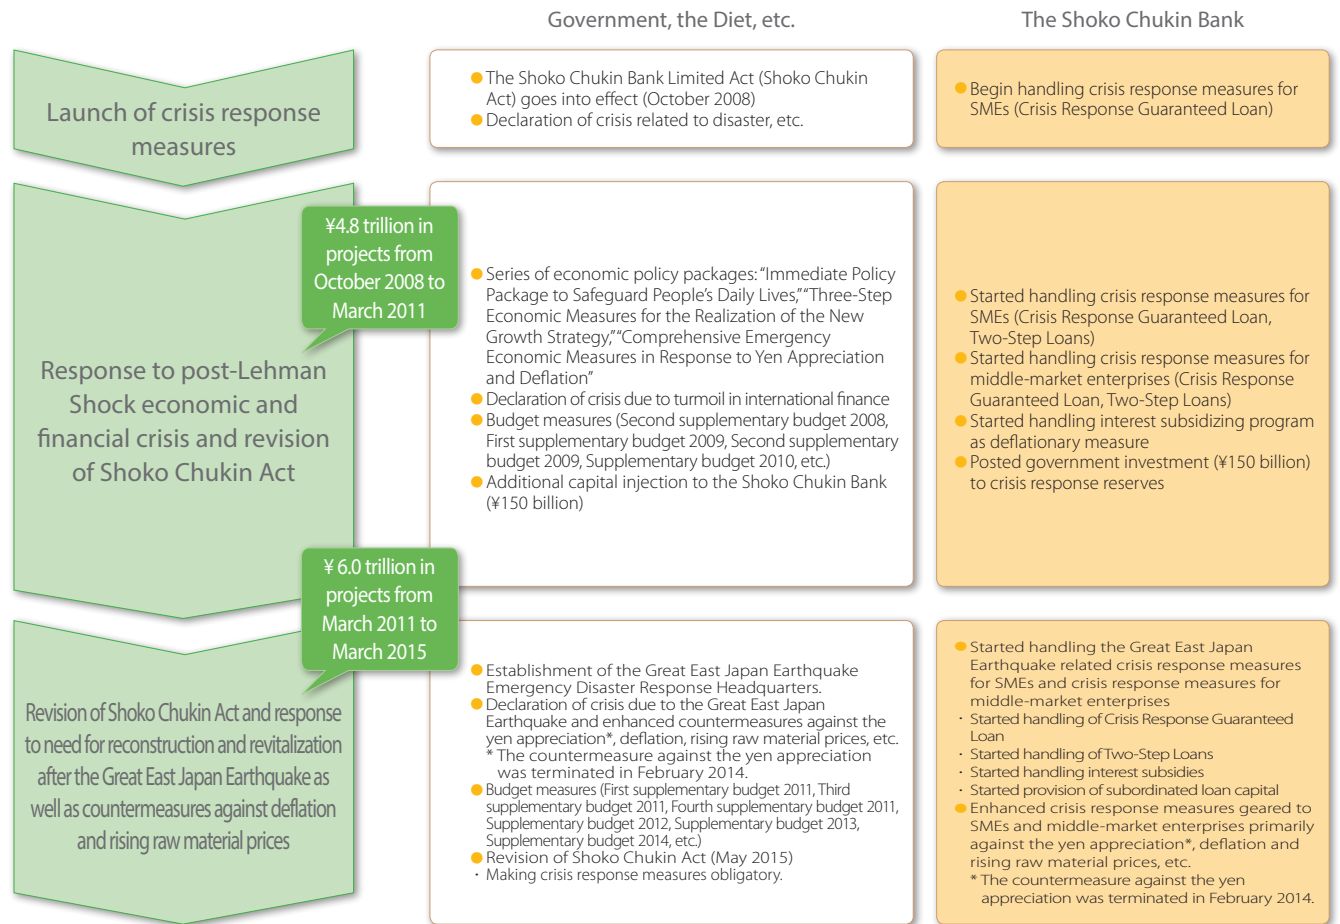 Government, the Diet, etc.
The Shoko Chukin Bank
Launch of crisis response
measures
● The Shoko Chukin Bank Limited Act (Shoko Chukin
Act) goes into effect (October 2008)
● Declaration of crisis related to disaster, etc.
● Begin handling crisis response measures for
SMEs (Crisis Response Guaranteed Loan)
¥4.8 trillion in
projects from
October 2008 to
March 2011
Response to post-Lehman
Shock economic and
financial crisis and revision
of Shoko Chukin Act
● Series of economic policy packages: “Immediate Policy
Package to Safeguard People’s Daily Lives,” “Three-Step
Economic Measures for the Realization of the New
Growth Strategy,” “Comprehensive Emergency
Economic Measures in Response to Yen Appreciation
and Deflation”
● Declaration of crisis due to turmoil in international finance
● Budget measures (Second supplementary budget 2008,
First supplementary budget 2009, Second supplementary
budget 2009, Supplementary budget 2010, etc.)
● Additional capital injection to the Shoko Chukin Bank
(¥150 billion)
● Started handling crisis response measures for
SMEs (Crisis Response Guaranteed Loan,
Two-Step Loans)
● Started handling crisis response measures for
middle-market enterprises (Crisis Response
Guaranteed Loan, Two-Step Loans)
● Started handling interest subsidizing program
as deflationary measure
● Posted government investment (¥150 billion)
to crisis response reserves
¥ 6.0 trillion in
projects from
March 2011 to
March 2015
Revision of Shoko Chukin Act and response
to need for reconstruction and revitalization
after the Great East Japan Earthquake as
well as countermeasures against deflation
and rising raw material prices
● Establishment of the Great East Japan Earthquake
Emergency Disaster Response Headquarters.
● Declaration of crisis due to the Great East Japan
Earthquake and enhanced countermeasures against the
yen appreciation*, deflation, rising raw material prices, etc.
* The countermeasure against the yen appreciation
was terminated in February 2014.
● Budget measures (First supplementary budget 2011, Third
supplementary budget 2011, Fourth supplementary budget 2011,
Supplementary budget 2012, Supplementary budget 2013,
Supplementary budget 2014, etc.)
● Revision of Shoko Chukin Act (May 2015)
· Making crisis response measures obligatory.
● Started handling the Great East Japan
Earthquake related crisis response measures
for SMEs and crisis response measures for
middle-market enterprises
· Started handling of Crisis Response Guaranteed
Loan
· Started handling of Two-Step Loans
· Started handling interest subsidies
· Started provision of subordinated loan capital
● Enhanced crisis response measures geared to
SMEs and middle-market enterprises primarily
against the yen appreciation*, deflation and
rising raw material prices, etc.
* The countermeasure against the yen
appreciation was terminated in February 2014.